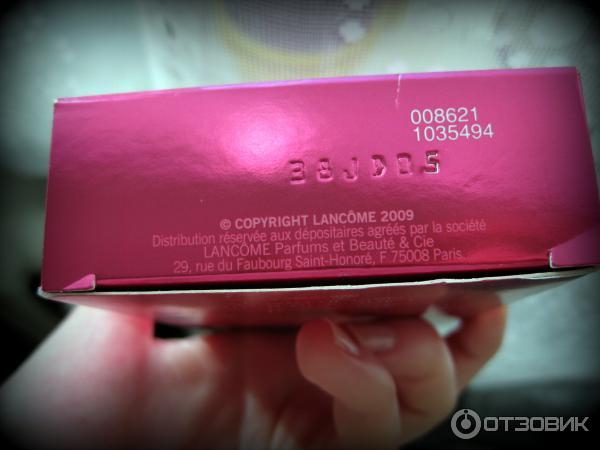 008621
1035494
© COPYRIGHT LANCÔME 2009
Distribution réservée aux dépositaires agréés par la société
LANCÔME Parfums et Beauté & Cie
29, rue du Faubourg Saint-Honoré, F 75008 Paris
ОТЗОВИК